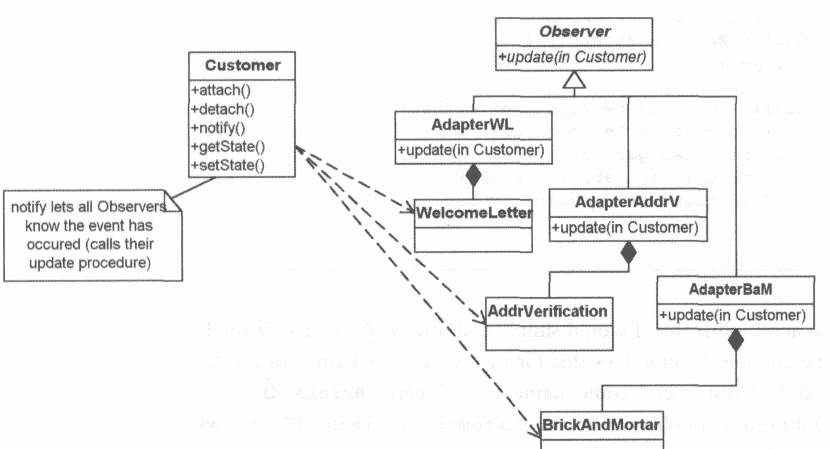 Observer
+update(in Customer)
Customer
+attach()
+detach()
+notify()
+getState()
+setState()
AdapterWL
+update(in Customer)
notify lets all Observers
know the event has
occured (calls their
update procedure)
WelcomeLetter
AdapterAddrV
+update(in Customer)
AdapterBaM
+update(in Customer)
AddrVerification
BrickAndMortar